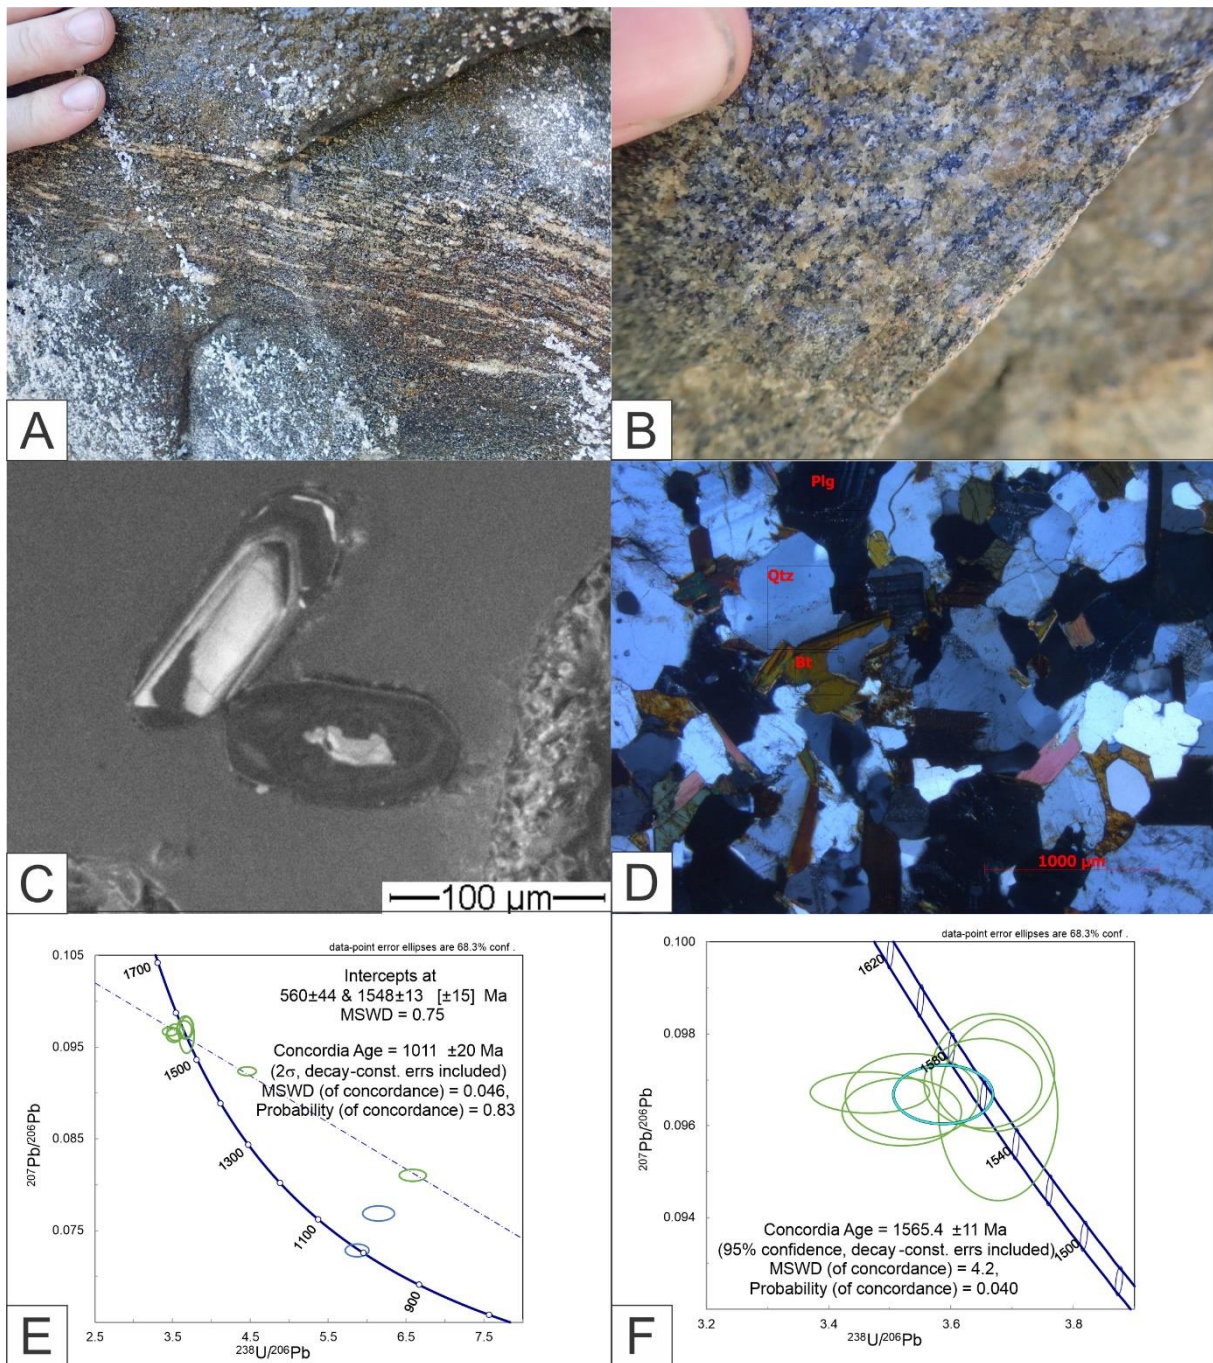 A
B
C
100 µm
Plg
Qtz
Bt
1000 µm
D
data-point error ellipses are 68.3% conf .
0.105
0.095
0.085
0.075
1700
1500
1300
1100
900
Intercepts at
560±44 & 1548±13 [±15] Ma
MSWD = 0.75
Concordia Age = 1011 ±20 Ma
(2σ, decay-const. errs included)
MSWD (of concordance) = 0.046,
Probability (of concordance) = 0.83
207Pb/206Pb
2.5 3.5 4.5 5.5 6.5 7.5
238U/206Pb
E
data-point error ellipses are 68.3% conf .
0.100
0.098
0.096
0.094
1620
1580
1540
1500
Concordia Age = 1565.4 ±11 Ma
(95% confidence, decay-const. errs included)
MSWD (of concordance) = 4.2,
Probability (of concordance) = 0.040
207Pb/206Pb
3.2 3.4 3.6 3.8
238U/206Pb
F